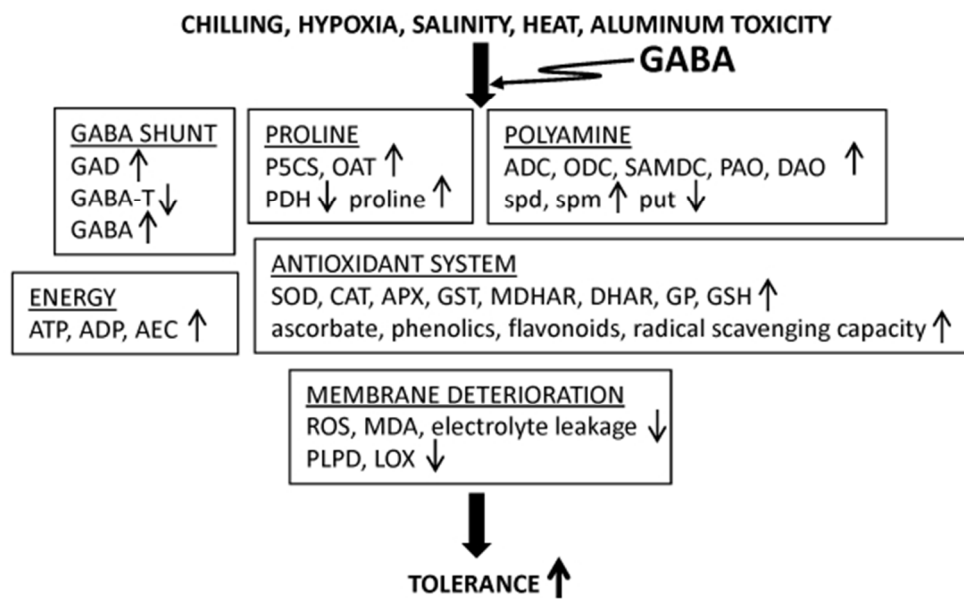 CHILLING, HYPOXIA, SALINITY, HEAT, ALUMINUM TOXICITY
GABA
GABA SHUNT
GAD ↑
GABA-T ↓
GABA ↑
PROLINE
P5CS, OAT ↑
PDH ↓ proline ↑
POLYAMINE
ADC, ODC, SAMDC, PAO, DAO ↑
spd, spm ↑ put ↓
ENERGY
ATP, ADP, AEC ↑
ANTIOXIDANT SYSTEM
SOD, CAT, APX, GST, MDHAR, DHAR, GP, GSH ↑
ascorbate, phenolics, flavonoids, radical scavenging capacity ↑
MEMBRANE DETERIORATION
ROS, MDA, electrolyte leakage ↓
PLPD, LOX ↓
TOLERANCE ↑